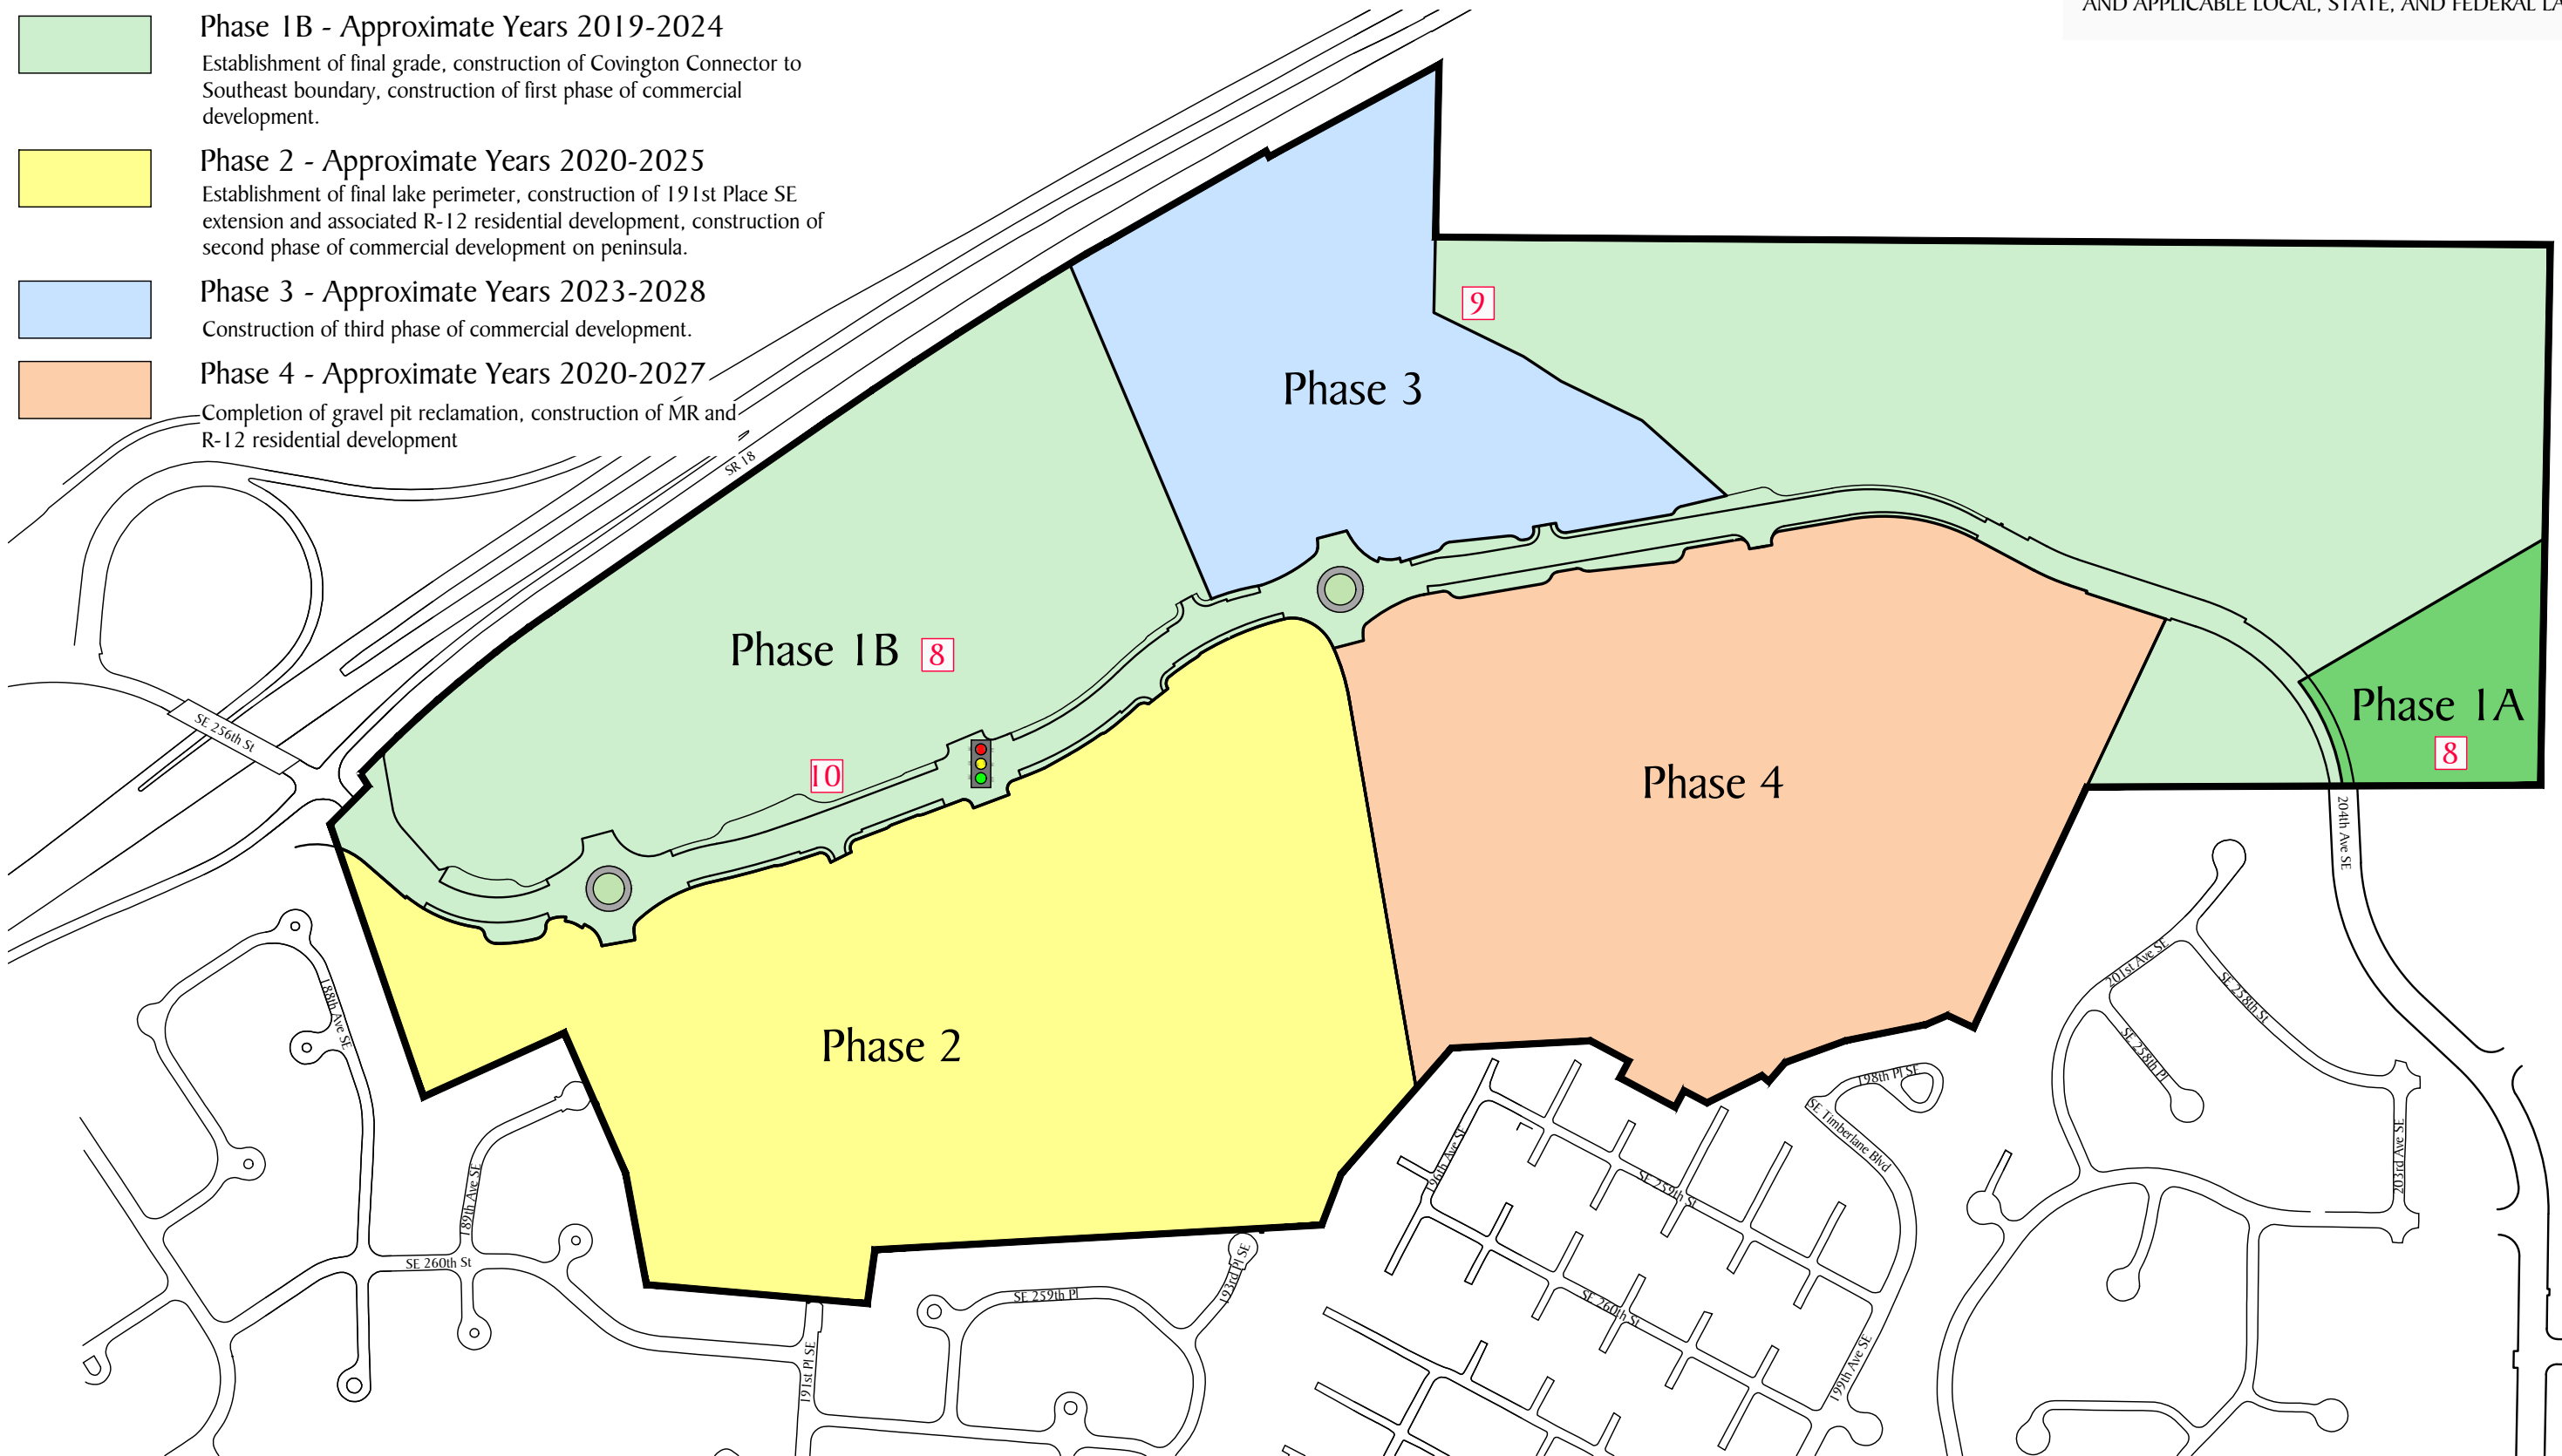 AND APPLICABLE LOCAL, STATE, AND FEDERAL LA
Phase 1B - Approximate Years 2019-2024
Establishment of final grade, construction of Covington Connector to
Southeast boundary, construction of first phase of commercial
development.
Phase 2 - Approximate Years 2020-2025
Establishment of final lake perimeter, construction of 191st Place SE
extension and associated R-12 residential development, construction of
second phase of commercial development on peninsula.
Phase 3 - Approximate Years 2023-2028
Construction of third phase of commercial development.
Phase 4 - Approximate Years 2020-2027
Completion of gravel pit reclamation, construction of MR and
R-12 residential development
SR 18
9
Phase 3
Phase 1B 8
SE 256th St
10
Phase 1A
8
Phase 4
204th Ave SE
Phase 2
188th Ave SE
189th Ave SE
SE 260th St
191st Pl SE
SE 259th Pl
193rd Pl SE
196th Ave SE
SE 259th St
SE 260th St
198th Pl SE
SE Timberlane Blvd
199th Ave SE
201st Ave SE
SE 258th St
SE 258th Pl
203rd Ave SE